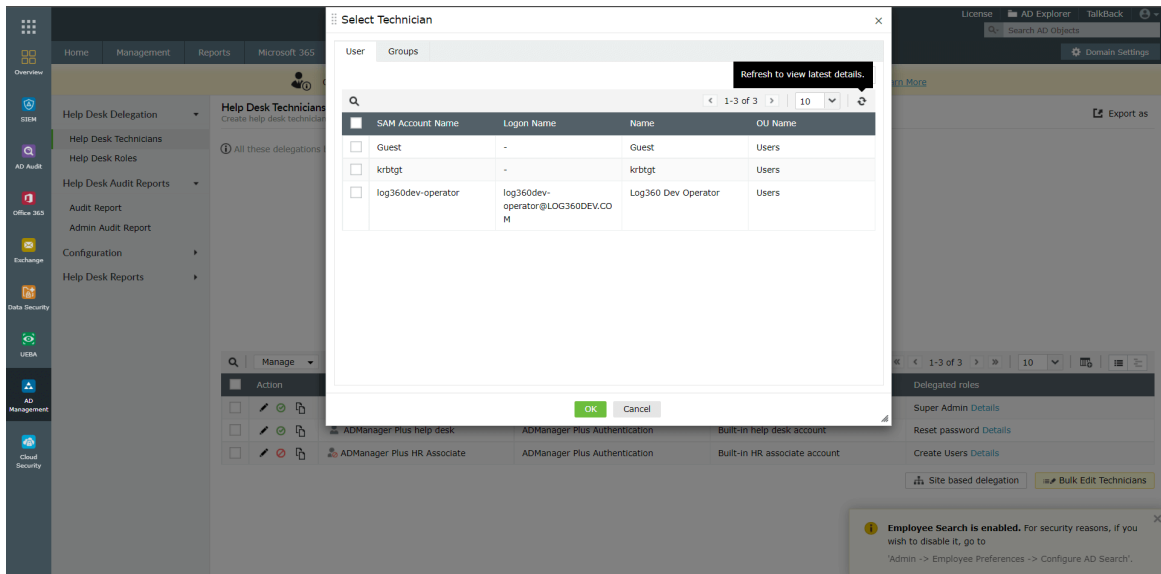 License AD Explorer TalkBack
Search AD Objects
Home Management Reports Microsoft 365
Domain Settings
Overview
SIEM
AD Audit
Office 365
Exchange
Data Security
UEBA
AD
Management
Cloud
Security
Help Desk Delegation
Help Desk Technicians
Help Desk Roles
Help Desk Audit Reports
Audit Report
Admin Audit Report
Configuration
Help Desk Reports
Help Desk Technicians
Create help desk technician
All these delegations
Learn More
Export as
Select Technician
User Groups
Refresh to view latest details.
1-3 of 3 10
SAM Account Name Logon Name Name OU Name
Guest - Guest Users
krbtgt - krbtgt Users
log360dev-operator log360dev- Log360 Dev Operator Users
operator@LOG360DEV.CO
M
OK Cancel
Manage
1-3 of 3 10
Action Delegated roles
Super Admin Details
ADManager Plus help desk ADManager Plus Authentication Built-in help desk account Reset password Details
ADManager Plus HR Associate ADManager Plus Authentication Built-in HR associate account Create Users Details
Site based delegation Bulk Edit Technicians
Employee Search is enabled. For security reasons, if you
wish to disable it, go to
'Admin -> Employee Preferences -> Configure AD Search'.